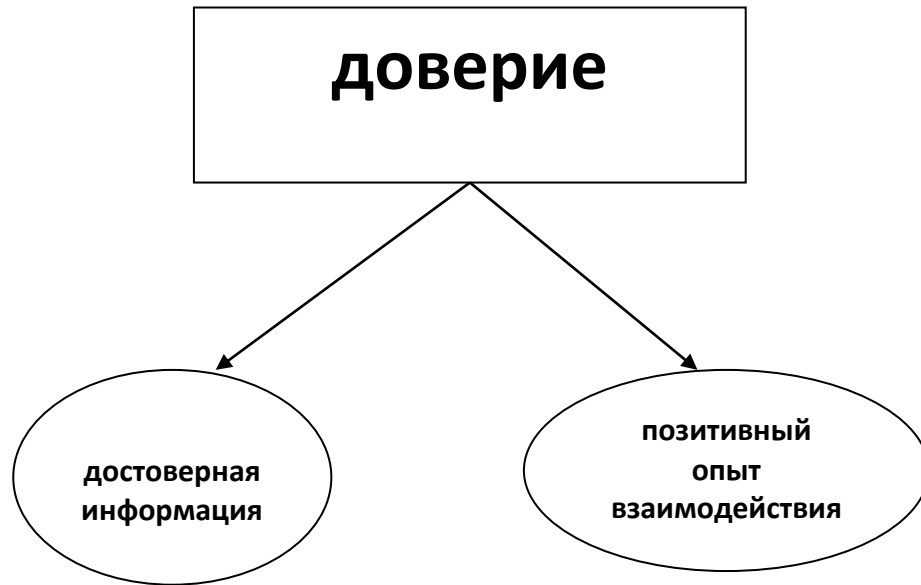 доверие
достоверная
информация
позитивный
опыт
взаимодействия